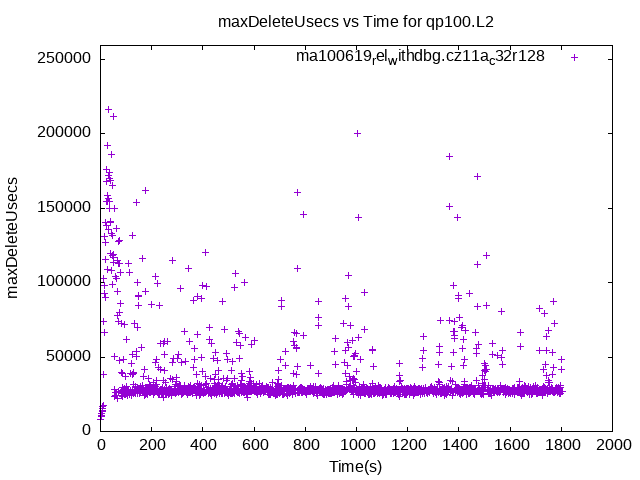 maxDeleteUsecs vs Time for qp100.L2
ma100619relwithdbg.cz11ac32r128
250000
200000
150000
100000
50000
0
maxDeleteUsecs
0 200 400 600 800 1000 1200 1400 1600 1800 2000
Time(s)